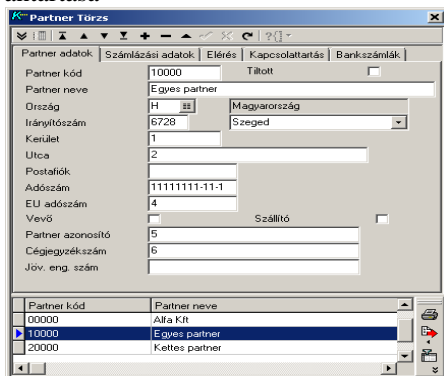 Partner Törzs
Partner adatok Számlázási adatok Elérés Kapcsolattartás Bankszámlák
Partner kód 10000 Tiltott
Partner neve Egyes partner
Ország H Magyarország
Irányítószám 6728 Szeged
Kerület 1
Utca 2
Postafiók
Adószám 11111111-11-1
EU adószám 4
Vevő Szállító
Partner azonosító 5
Cégjegyzékszám 6
Jöv. eng. szám
Partner kód Partner neve
00000 Alfa Kft
10000 Egyes partner
20000 Kettes partner